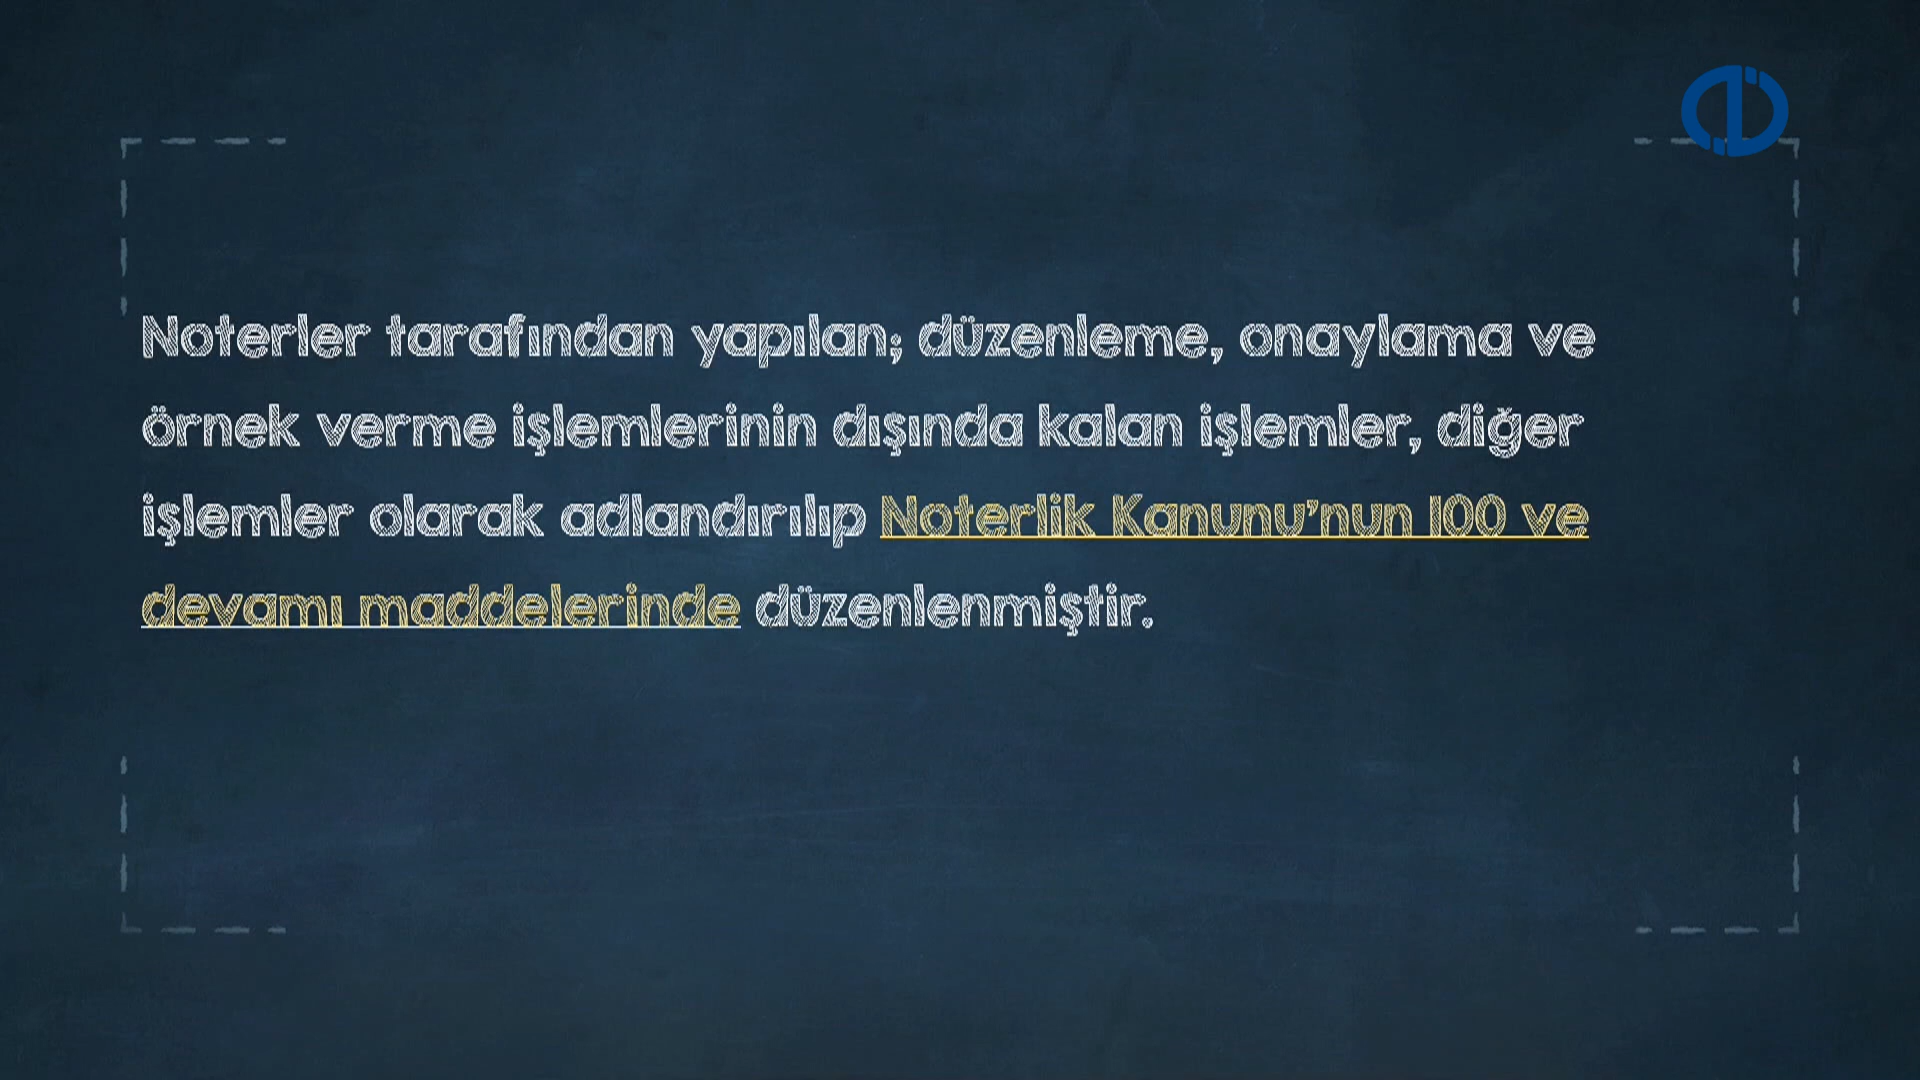 Noterler tarafından yapılan; düzenleme, onaylama ve
örnek verme işlemlerinin dışında kalan işlemler, diğer
işlemler olarak adlandırılıp Noterlik Kanunu’nun 100 ve
devamı maddelerinde düzenlenmiştir.